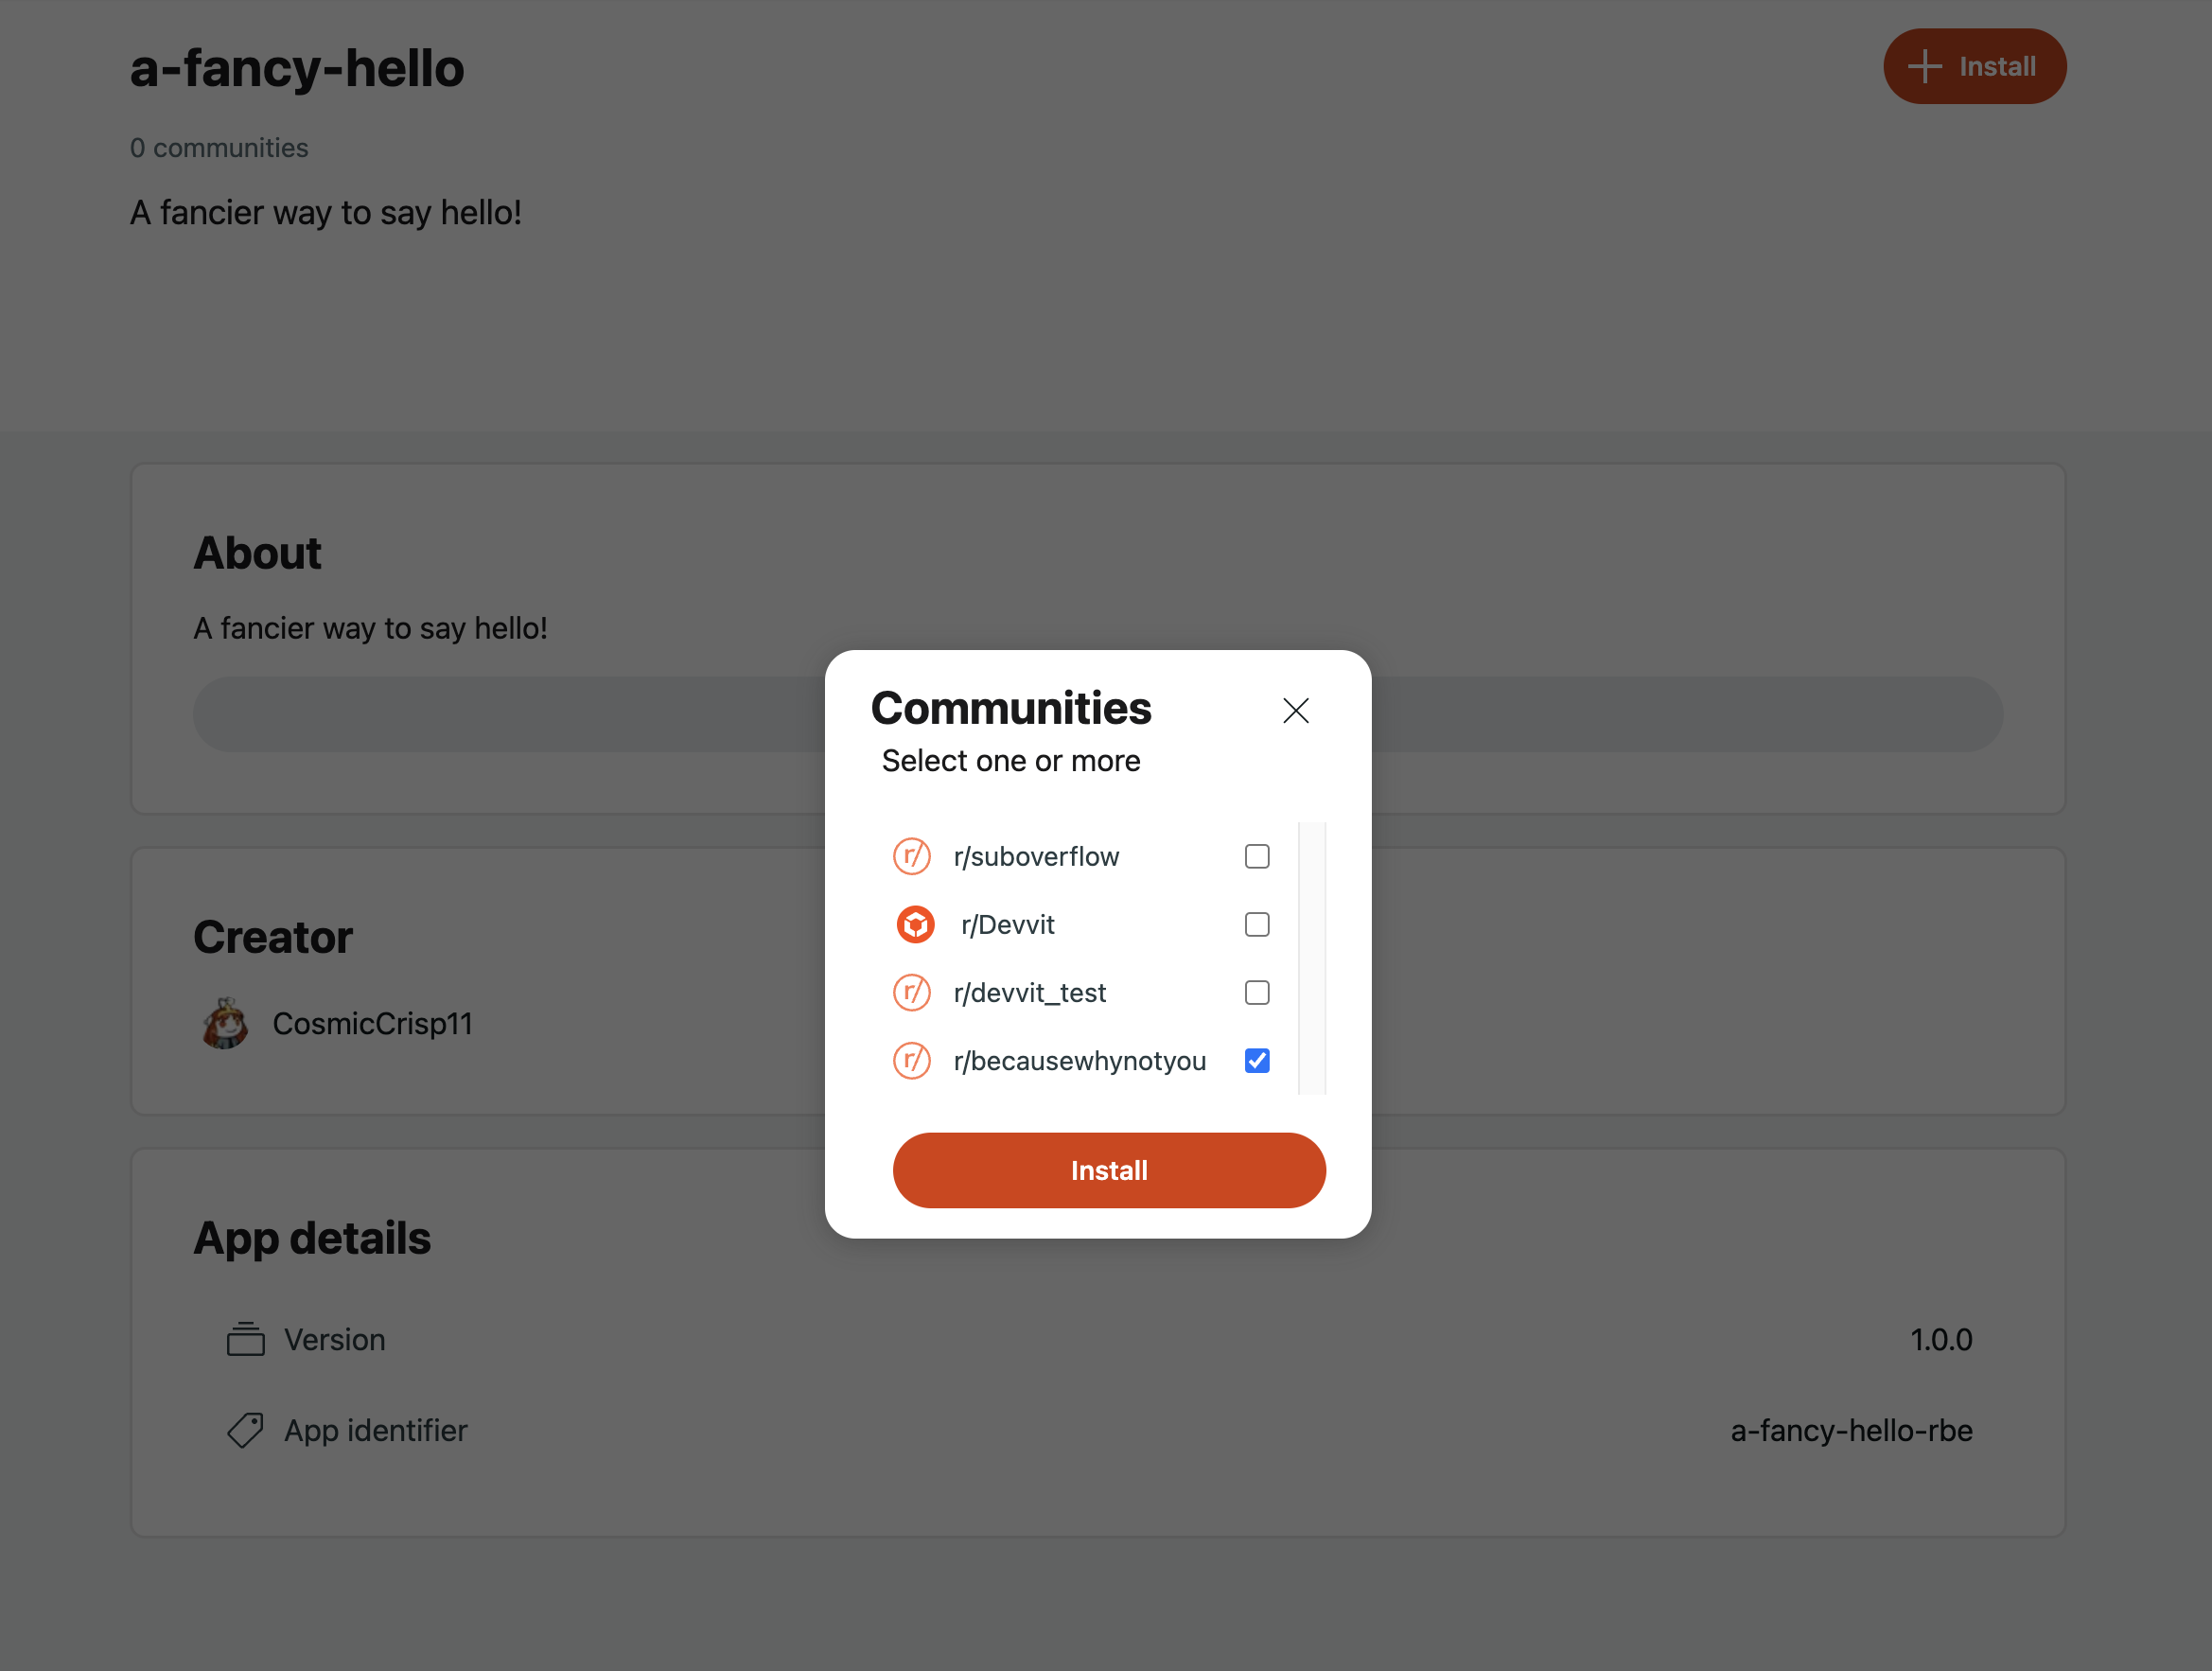 a-fancy-hello
Install
0 communities
A fancier way to say hello!
About
A fancier way to say hello!
Communities
Select one or more
r/ r/suboverflow
r/Devvit
r/ r/devvit_test
r/ r/becausewhynotyou
Install
Creator
CosmicCrisp11
App details
Version 1.0.0
App identifier a-fancy-hello-rbe